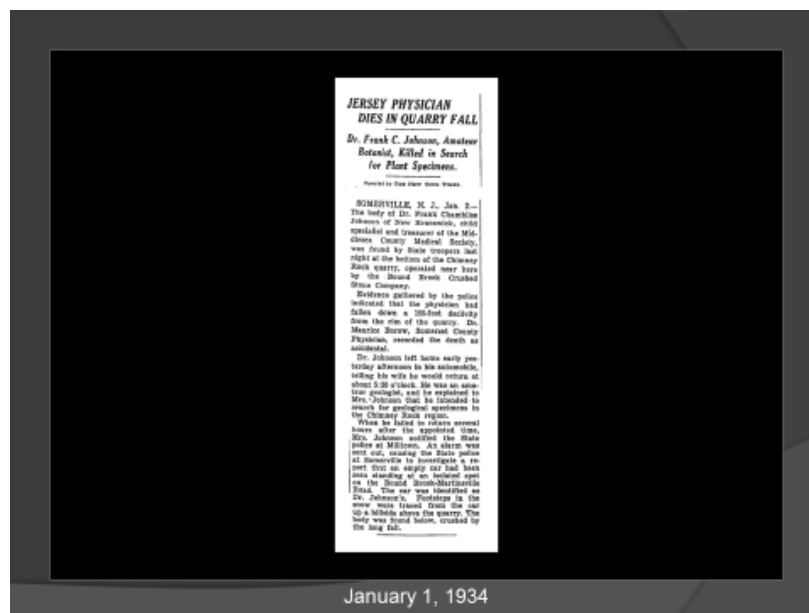 JERSEY PHYSICIAN
DIES IN QUARRY FALL
Dr. Frank C. Johnson, Amateur
Botanist, Killed in Search
for Plant Specimens.
Special to THE NEW YORK TIMES.
SOMERVILLE, N. J., Jan. 2.—
The body of Dr. Frank Chambliss
Johnson of New Brunswick, child
specialist and treasurer of the Mid-
dlesex County Medical Society,
was found by State troopers last
night at the bottom of the Chimney
Rock quarry, operated near here
by the Bound Brook Crushed
Stone Company.
Evidence gathered by the police
indicated that the physician had
fallen down a -foot declivity
from the rim of the quarry. Dr.
Maurice Borow, Somerset County
Physician, recorded the death as
accidental.
Dr. Johnson left home early yes-
terday afternoon in his automobile,
telling his wife he would return at
about 5:30 o'clock. He was an ama-
teur geologist, and he explained to
Mrs. Johnson that he intended to
search for geological specimens in
the Chimney Rock region.
When he failed to return several
hours after the appointed time,
Mrs. Johnson notified the State
police at Milltown. An alarm was
sent out, causing the State police
at Somerville to investigate a re-
port that an empty car had been
seen standing at an isolated spot
on the Bound Brook-Martinsville
Road. The car was identified as
Dr. Johnson's. Footsteps in the
snow were traced from the car
up a hillside above the quarry. The
body was found below, crushed by
the long fall.
January 1, 1934